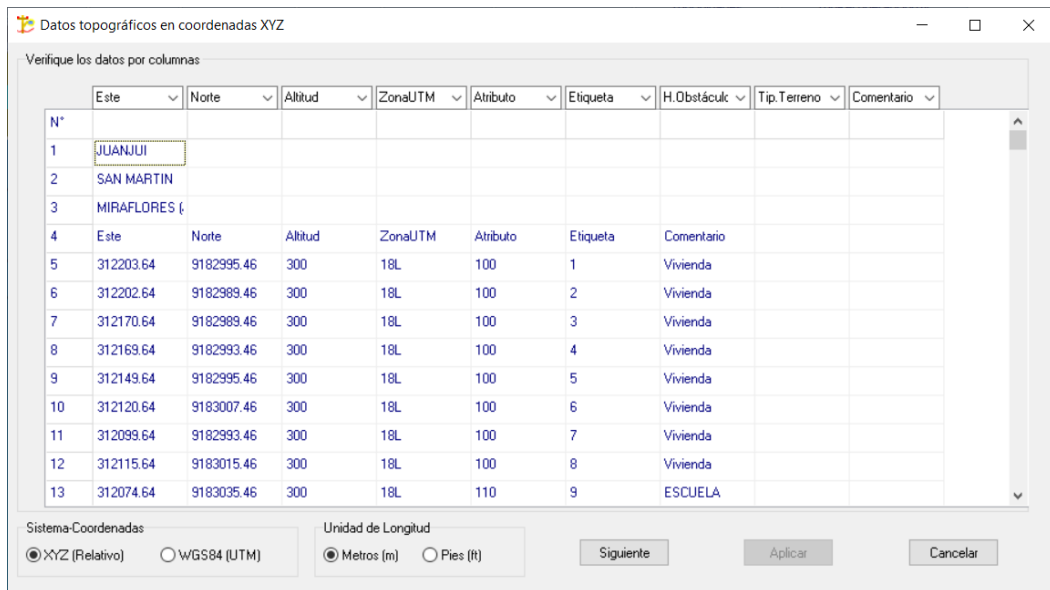 Datos topográficos en coordenadas XYZ
Verifique los datos por columnas
Este Norte Altitud ZonaUTM Atributo Etiqueta H.Obstáculo Tip.Terreno Comentario
N°
1 JUANJUI
2 SAN MARTIN
3 MIRAFLORES (
4 Este Norte Altitud ZonaUTM Atributo Etiqueta Comentario
5 312203.64 9182995.46 300 18L 100 1 Vivienda
6 312202.64 9182989.46 300 18L 100 2 Vivienda
7 312170.64 9182989.46 300 18L 100 3 Vivienda
8 312169.64 9182993.46 300 18L 100 4 Vivienda
9 312149.64 9182995.46 300 18L 100 5 Vivienda
10 312120.64 9183007.46 300 18L 100 6 Vivienda
11 312099.64 9182993.46 300 18L 100 7 Vivienda
12 312115.64 9183015.46 300 18L 100 8 Vivienda
13 312074.64 9183035.46 300 18L 110 9 ESCUELA
Sistema-Coordenadas Unidad de Longitud
XYZ (Relativo) WGS84 (UTM) Metros (m) Pies (ft) Siguiente Aplicar Cancelar